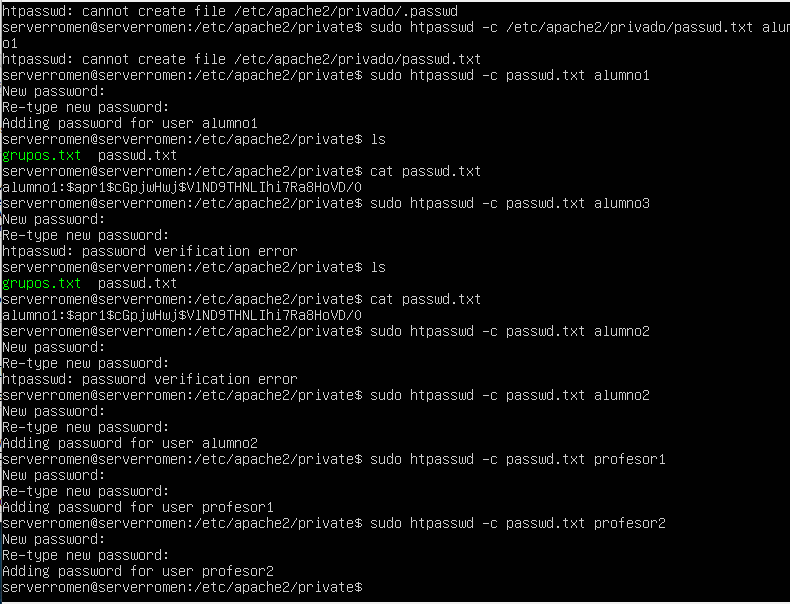 htpasswd: cannot create file /etc/apache2/privado/.passwd
serverromen@serverromen:/etc/apache2/private$ sudo htpasswd -c /etc/apache2/privado/passwd.txt alumn
o1
htpasswd: cannot create file /etc/apache2/privado/passwd.txt
serverromen@serverromen:/etc/apache2/private$ sudo htpasswd -c passwd.txt alumno1
New password:
Re-type new password:
Adding password for user alumno1
serverromen@serverromen:/etc/apache2/private$ ls
grupos.txt  passwd.txt
serverromen@serverromen:/etc/apache2/private$ cat passwd.txt
alumno1:$apr1$cGpjwHwj$VlND9THNLIhi7Ra8HoVD/0
serverromen@serverromen:/etc/apache2/private$ sudo htpasswd -c passwd.txt alumno3
New password:
Re-type new password:
htpasswd: password verification error
serverromen@serverromen:/etc/apache2/private$ ls
grupos.txt  passwd.txt
serverromen@serverromen:/etc/apache2/private$ cat passwd.txt
alumno1:$apr1$cGpjwHwj$VlND9THNLIhi7Ra8HoVD/0
serverromen@serverromen:/etc/apache2/private$ sudo htpasswd -c passwd.txt alumno2
New password:
Re-type new password:
htpasswd: password verification error
serverromen@serverromen:/etc/apache2/private$ sudo htpasswd -c passwd.txt alumno2
New password:
Re-type new password:
Adding password for user alumno2
serverromen@serverromen:/etc/apache2/private$ sudo htpasswd -c passwd.txt profesor1
New password:
Re-type new password:
Adding password for user profesor1
serverromen@serverromen:/etc/apache2/private$ sudo htpasswd -c passwd.txt profesor2
New password:
Re-type new password:
Adding password for user profesor2
serverromen@serverromen:/etc/apache2/private$